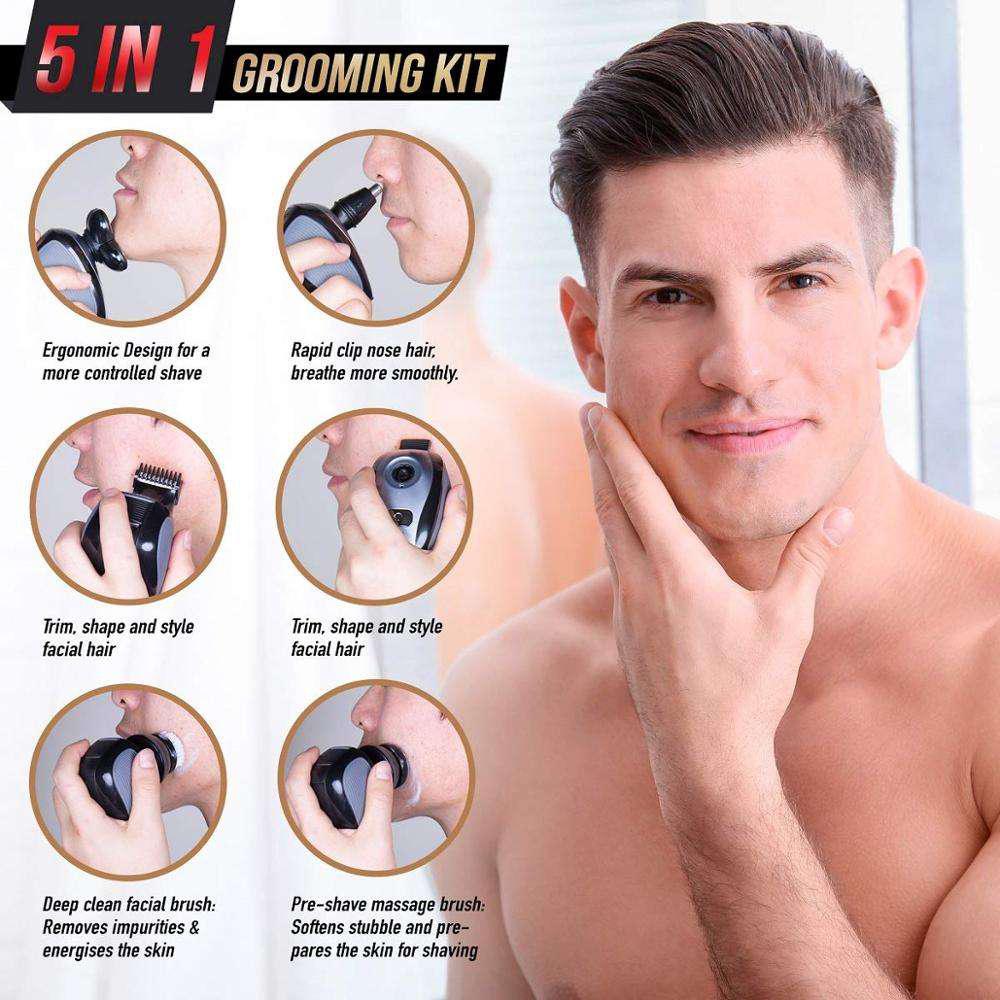 5 IN 1 GROOMING KIT
Ergonomic Design for a
more controlled shave
Rapid clip nose hair,
breathe more smoothly.
Trim, shape and style
facial hair
Trim, shape and style
facial hair
Deep clean facial brush:
Removes impurities &
energises the skin
Pre-shave massage brush:
Softens stubble and pre-
pares the skin for shaving